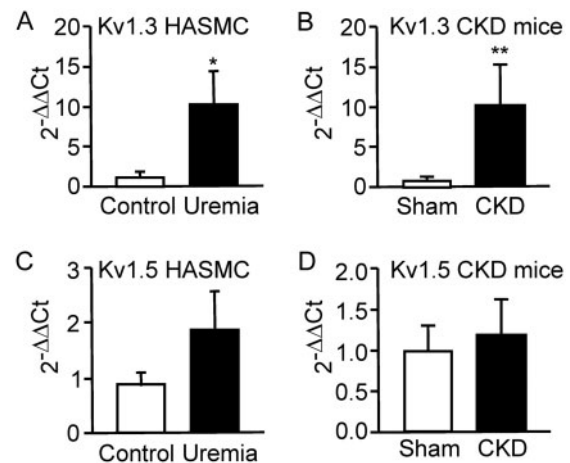 A Kv1.3 HASMC
20
15
10
5
0
2-ΔΔCt
*
Control Uremia
B Kv1.3 CKD mice
20
15
10
5
0
2-ΔΔCt
**
Sham CKD
C Kv1.5 HASMC
3
2
1
0
2-ΔΔCt
Control Uremia
D Kv1.5 CKD mice
2.0
1.5
1.0
0.5
0.0
2-ΔΔCt
Sham CKD